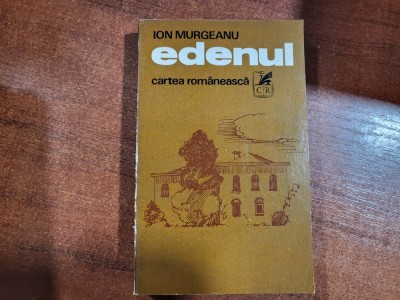 ION MURGEANU
edenul
cartea românească
CR